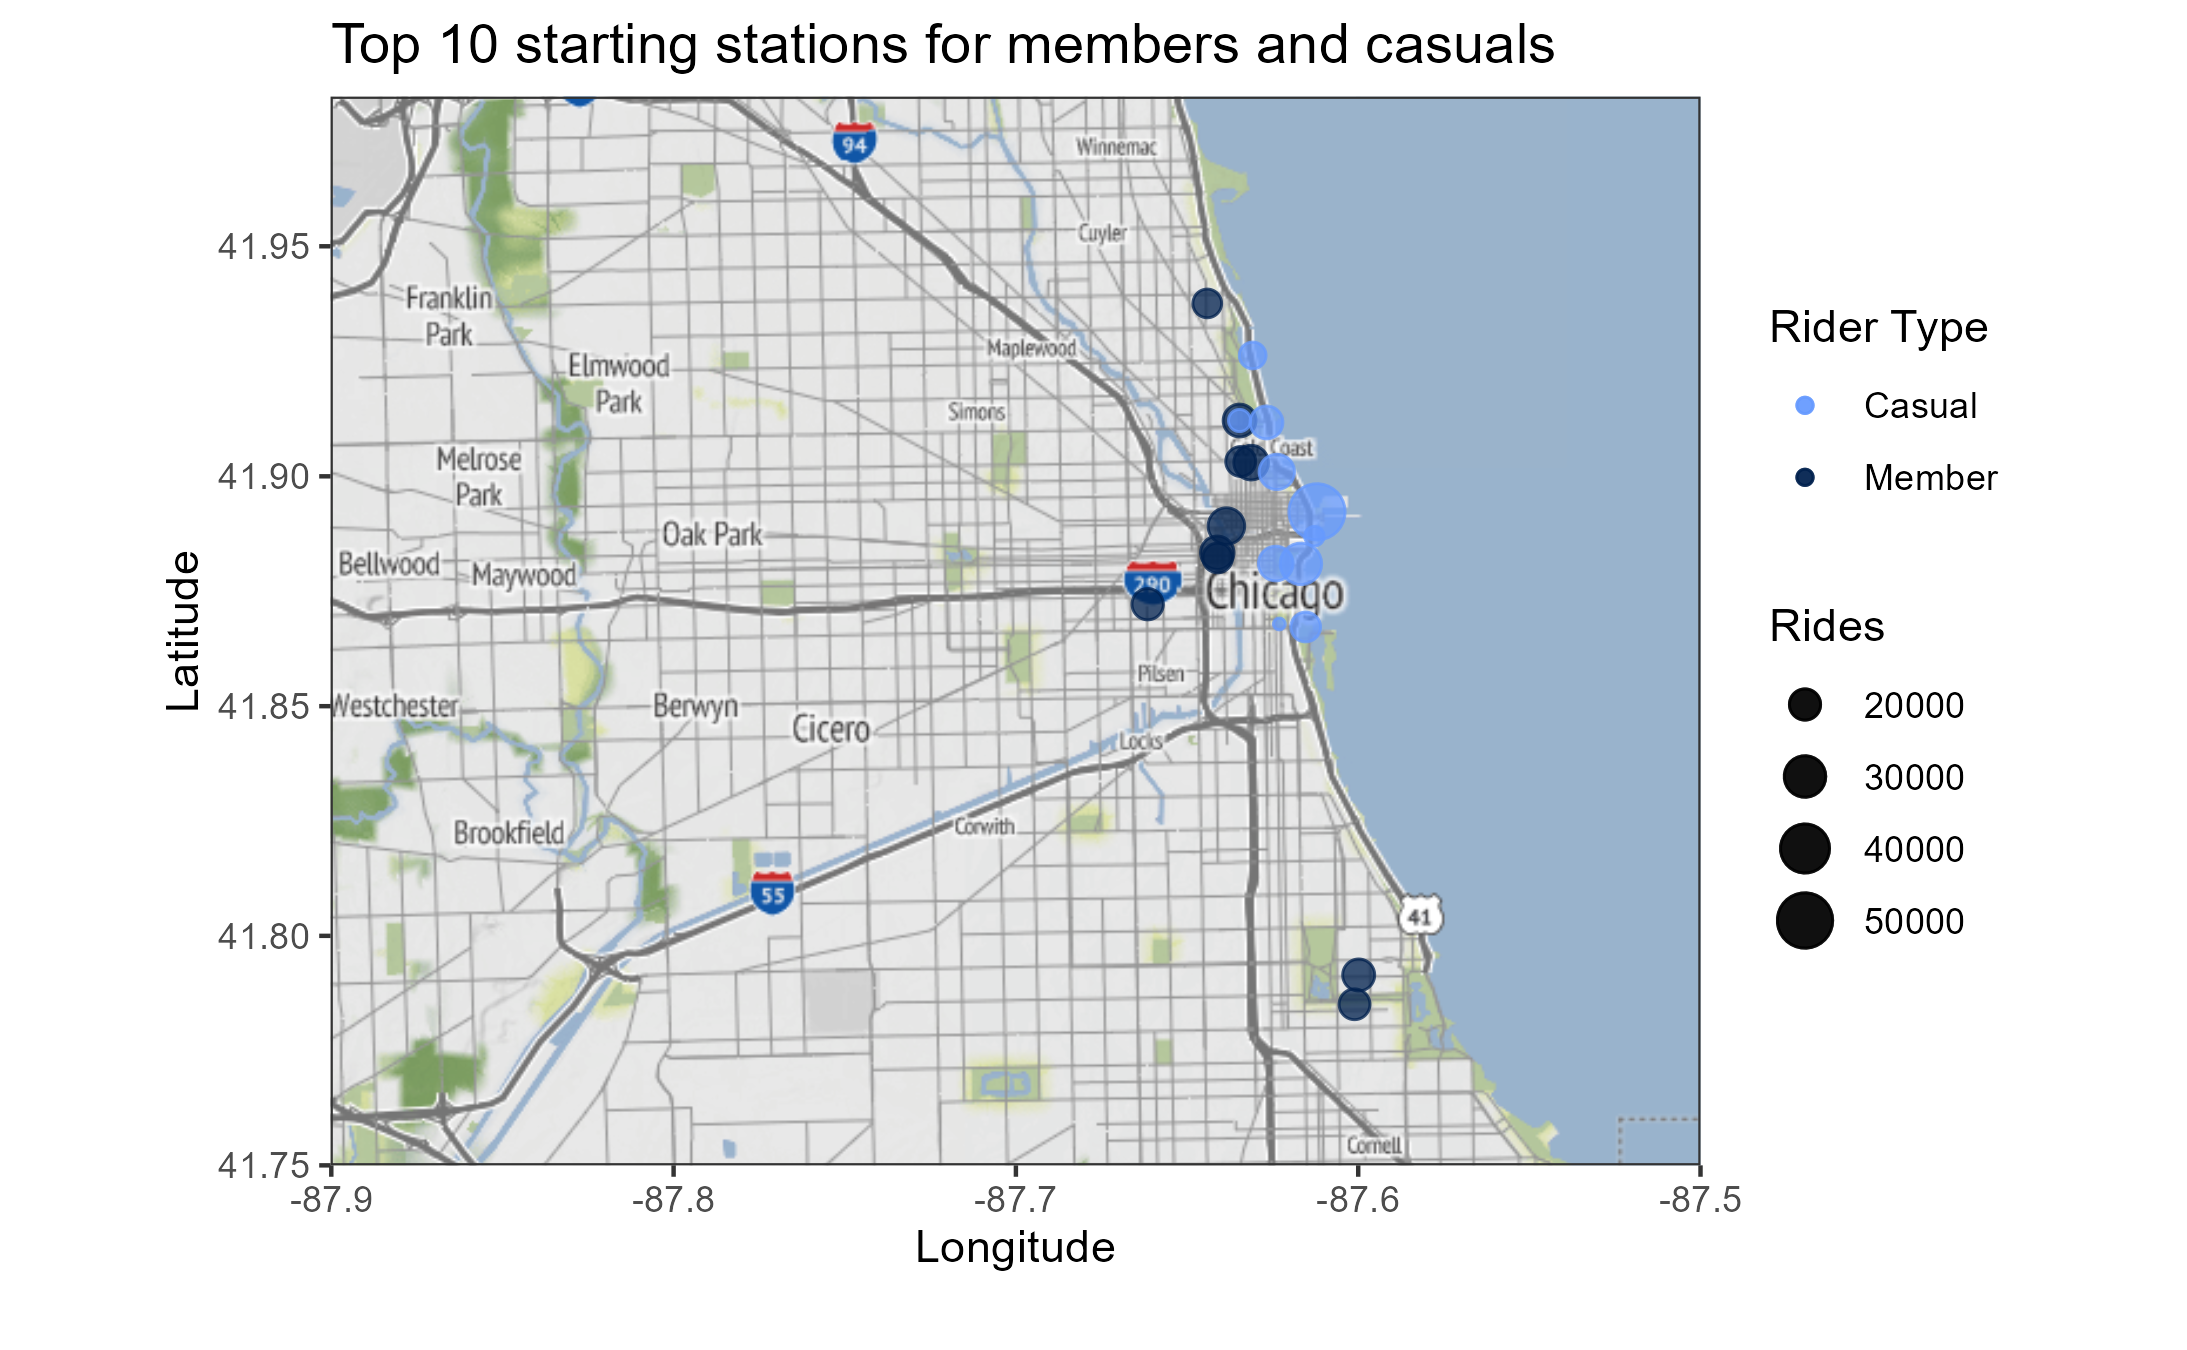 Top 10 starting stations for members and casuals
94
Winnemac
Cuyler
41.95
Franklin
Park
Maplewood
Elmwood
Park
Simons
Coast
Melrose
Park
41.90
Oak Park
Bellwood
Maywood
290
Chicago
Pilsen
41.85
Westchester
Berwyn
Cicero
Locks
Brookfield
Corwith
55
41
41.80
Cornell
41.75
-87.9
-87.8
-87.7
-87.6
-87.5
Latitude
Longitude
Rider Type
Casual
Member
Rides
20000
30000
40000
50000